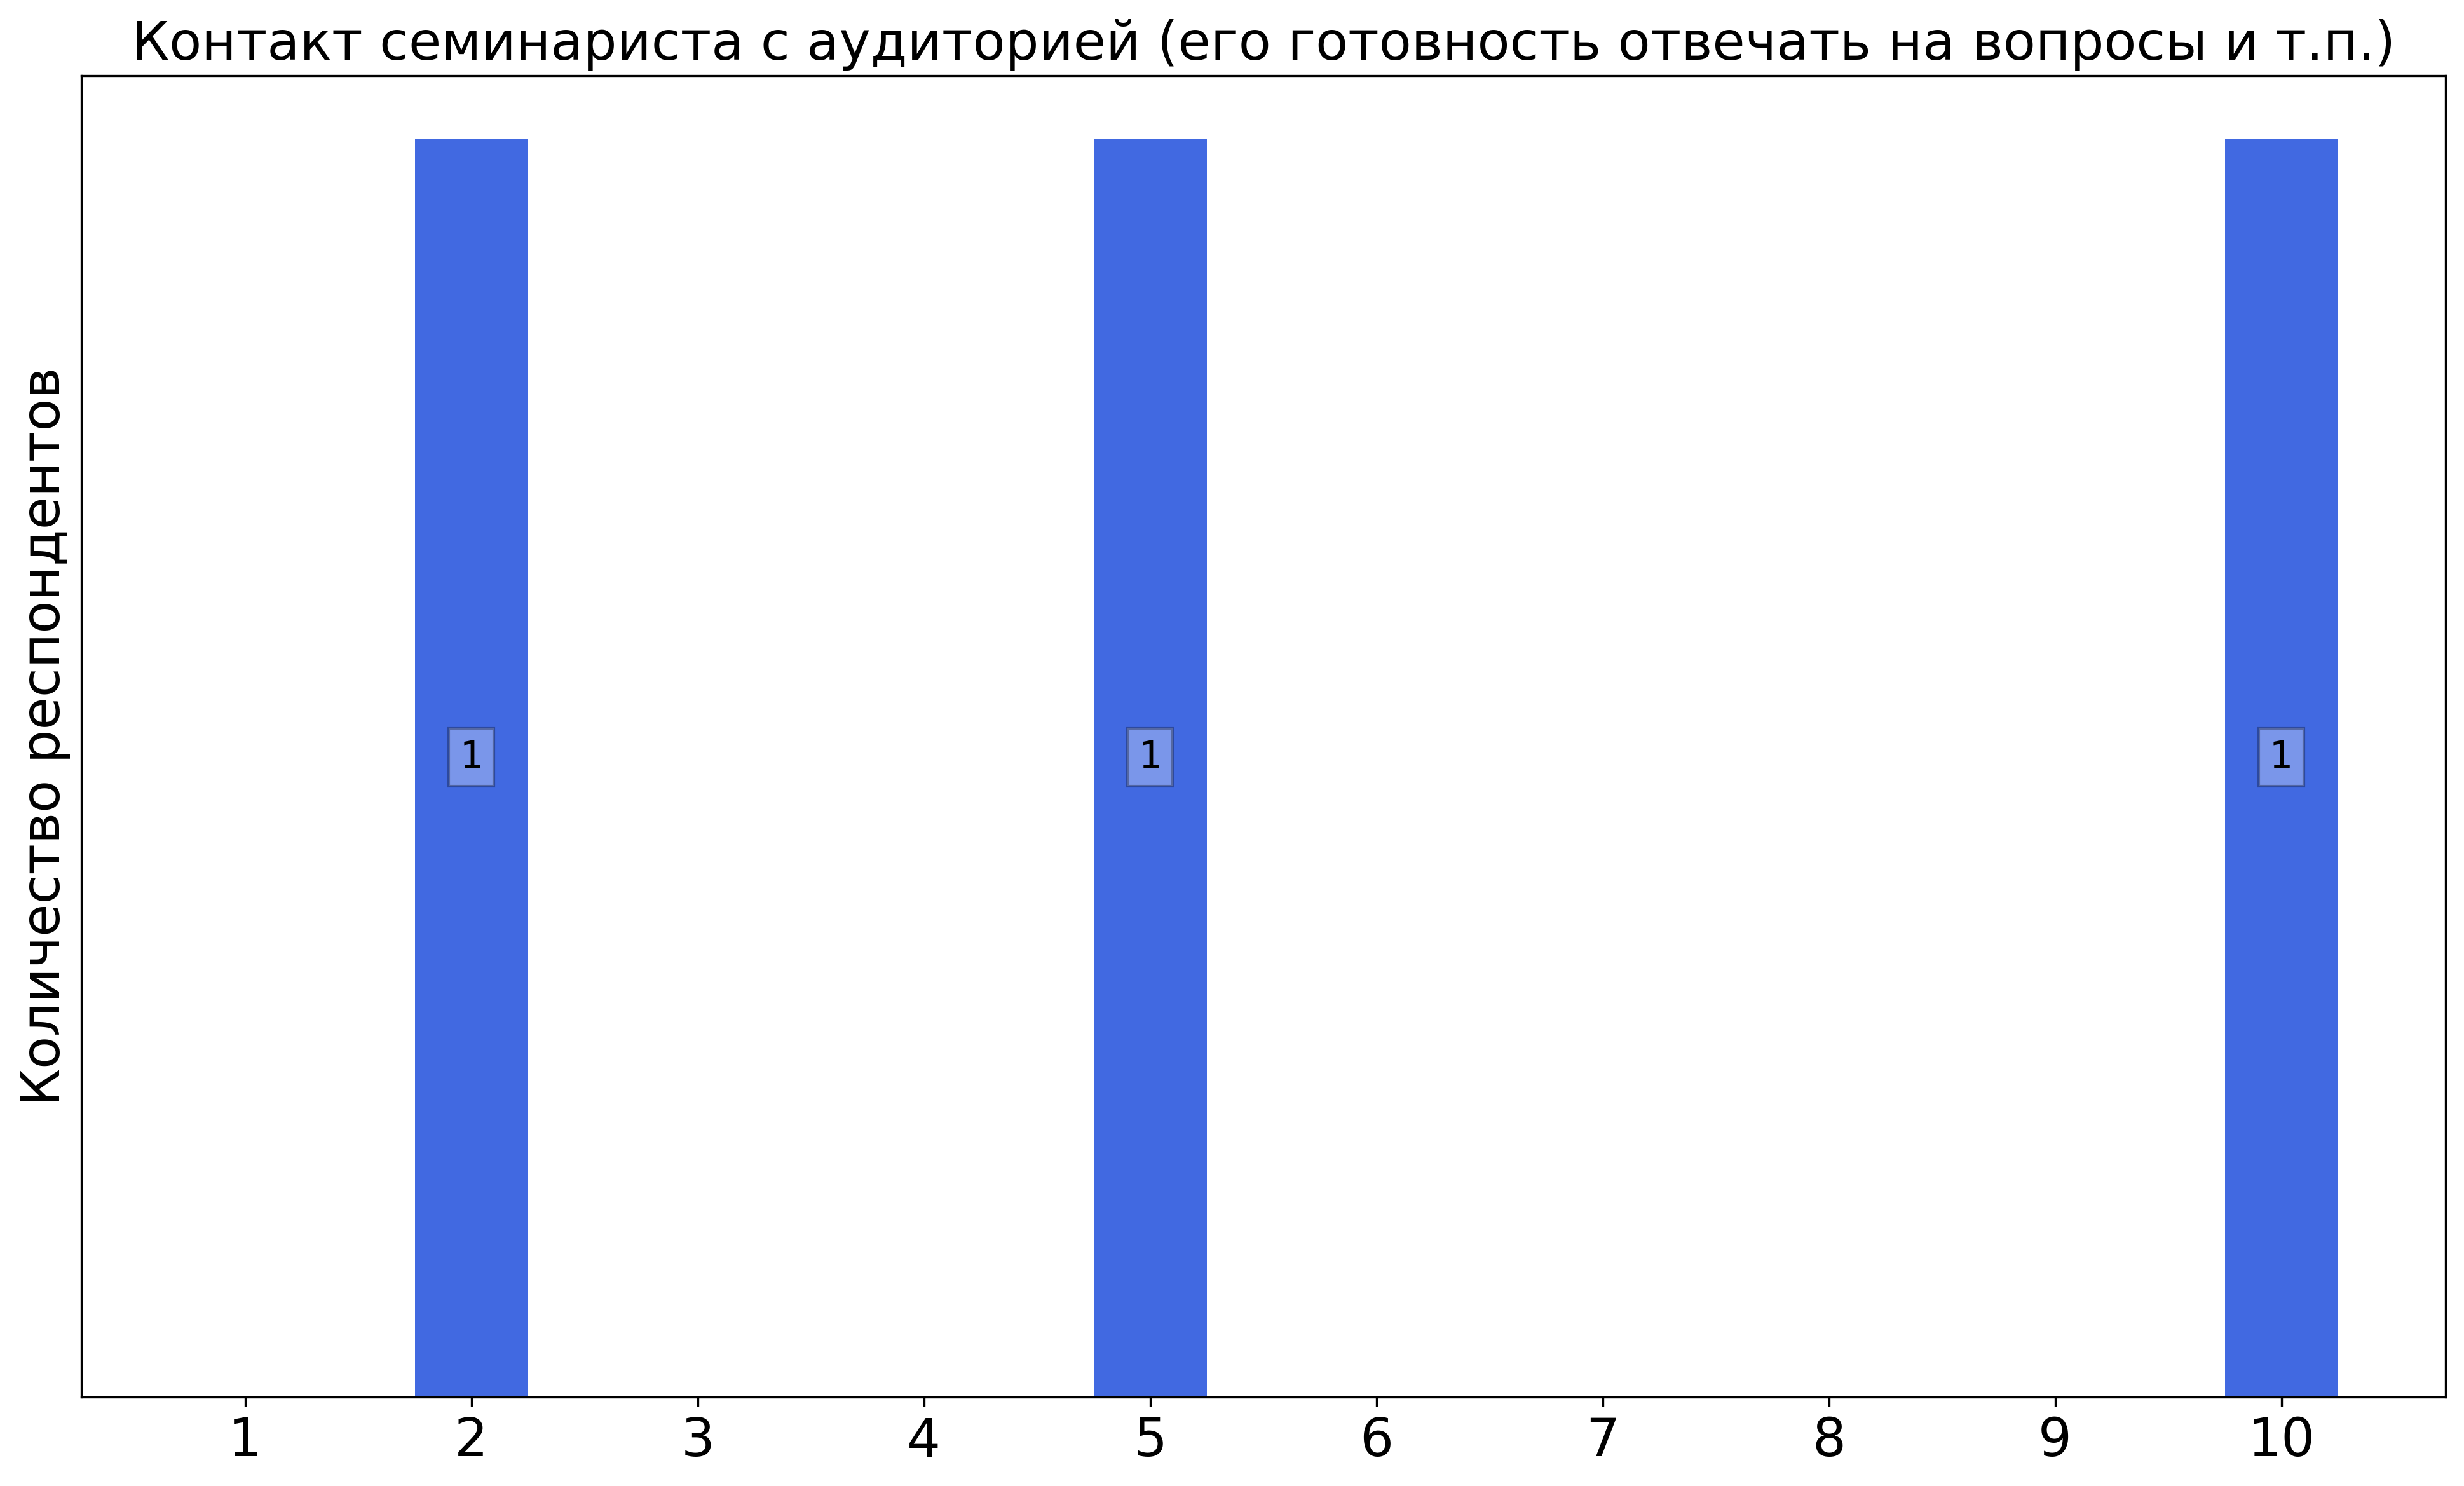 Контакт семинариста с аудиторией (его готовность отвечать на вопросы и т.п.)
Количество респондентов
1 1 1
1 2 3 4 5 6 7 8 9 10